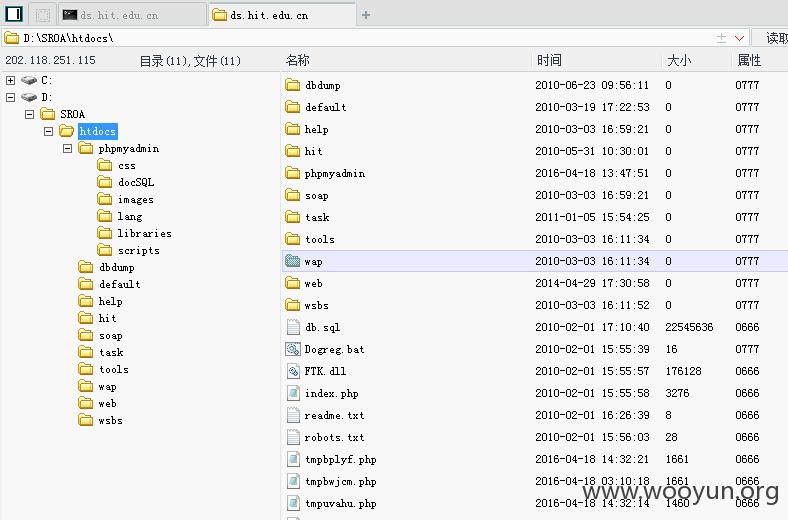 ds.hit.edu.cn ds.hit.edu.cn
D:\SROA\htdocs\ 读取
202.118.251.115 目录(11),文件(11) 名称 时间 大小 属性
C:
D:
SROA
htdocs
phpmyadmin
css
docSQL
images
lang
libraries
scripts
dbdump
default
help
hit
soap
task
tools
wap
web
wsbs
dbdump 2010-06-23 09:56:11 0 0777
default 2010-03-19 17:22:53 0 0777
help 2010-03-03 16:59:21 0 0777
hit 2010-05-31 10:30:01 0 0777
phpmyadmin 2016-04-18 13:47:51 0 0777
soap 2010-03-03 16:59:21 0 0777
task 2011-01-05 15:54:25 0 0777
tools 2010-03-03 16:11:34 0 0777
wap 2010-03-03 16:11:34 0 0777
web 2014-04-29 17:30:58 0 0777
wsbs 2010-03-03 16:11:52 0 0777
db.sql 2010-02-01 17:10:40 22545636 0666
Dogreg.bat 2010-02-01 15:55:39 16 0777
FTK.dll 2010-02-01 15:55:57 176128 0666
index.php 2010-02-01 15:55:58 3276 0666
readme.txt 2010-02-01 16:26:39 8 0666
robots.txt 2010-02-01 15:56:03 28 0666
tmpbplyf.php 2016-04-18 14:32:21 1661 0666
tmpbwjcm.php 2016-04-18 03:10:18 1661 0666
tmpuvahu.php 2016-04-18 14:32:14 1460 0666
www.wooyun.org